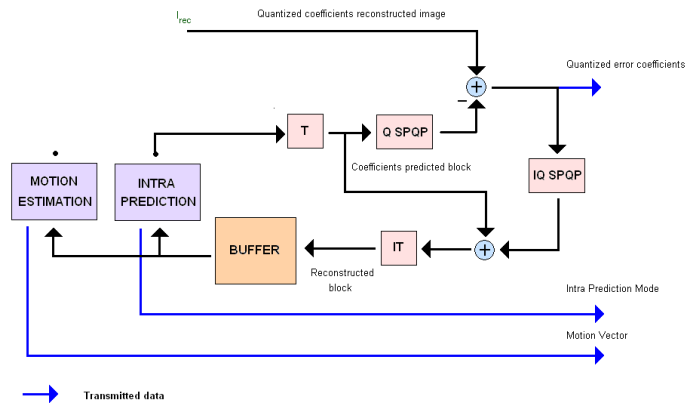 I rec
Quantized coefficients reconstructed image
Quantized error coefficients
+
−
T
Q SPQP
Coefficients predicted block
IQ SPQP
MOTION
ESTIMATION
INTRA
PREDICTION
BUFFER
IT
+
Reconstructed
block
Intra Prediction Mode
Motion Vector
Transmitted data